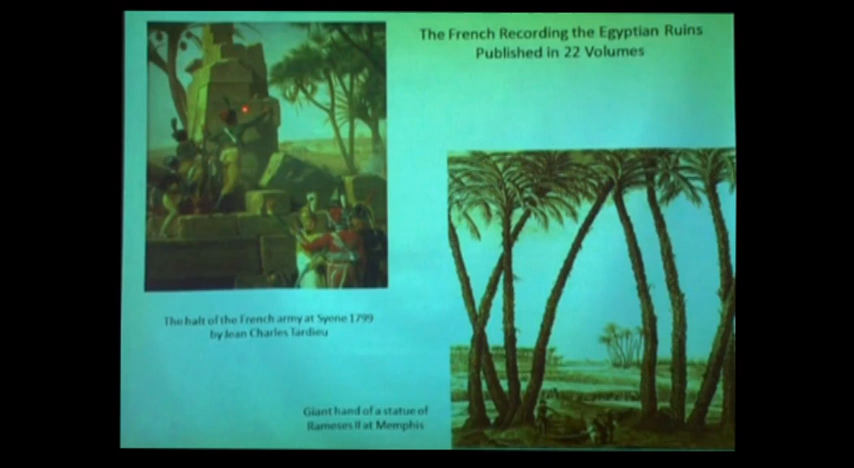 The French Recording the Egyptian Ruins
Published in 22 Volumes
The halt of the French army at Syene 1799
by Jean Charles Tardieu
Giant hand of a statue of
Rameses II at Memphis